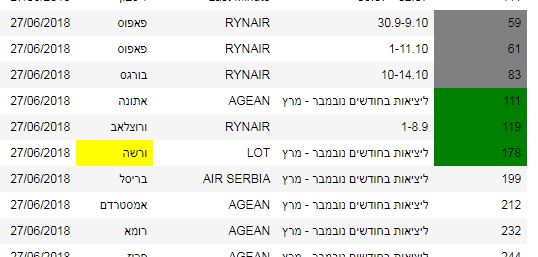 59 30.9-9.10 RYNAIR פאפוס 27/06/2018
61 1-11.10 RYNAIR פאפוס 27/06/2018
83 10-14.10 RYNAIR בורגס 27/06/2018
111 ליציאות בחודשים נובמבר - מרץ AGEAN אתונה 27/06/2018
119 1-8.9 RYNAIR ורוצלאב 27/06/2018
178 ליציאות בחודשים נובמבר - מרץ LOT ורשה 27/06/2018
199 ליציאות בחודשים נובמבר - מרץ AIR SERBIA בריסל 27/06/2018
212 ליציאות בחודשים נובמבר - מרץ AGEAN אמסטרדם 27/06/2018
232 ליציאות בחודשים נובמבר - מרץ AGEAN רומא 27/06/2018
244 ליציאות בחודשים נובמבר - מרץ AGEAN 27/06/2018